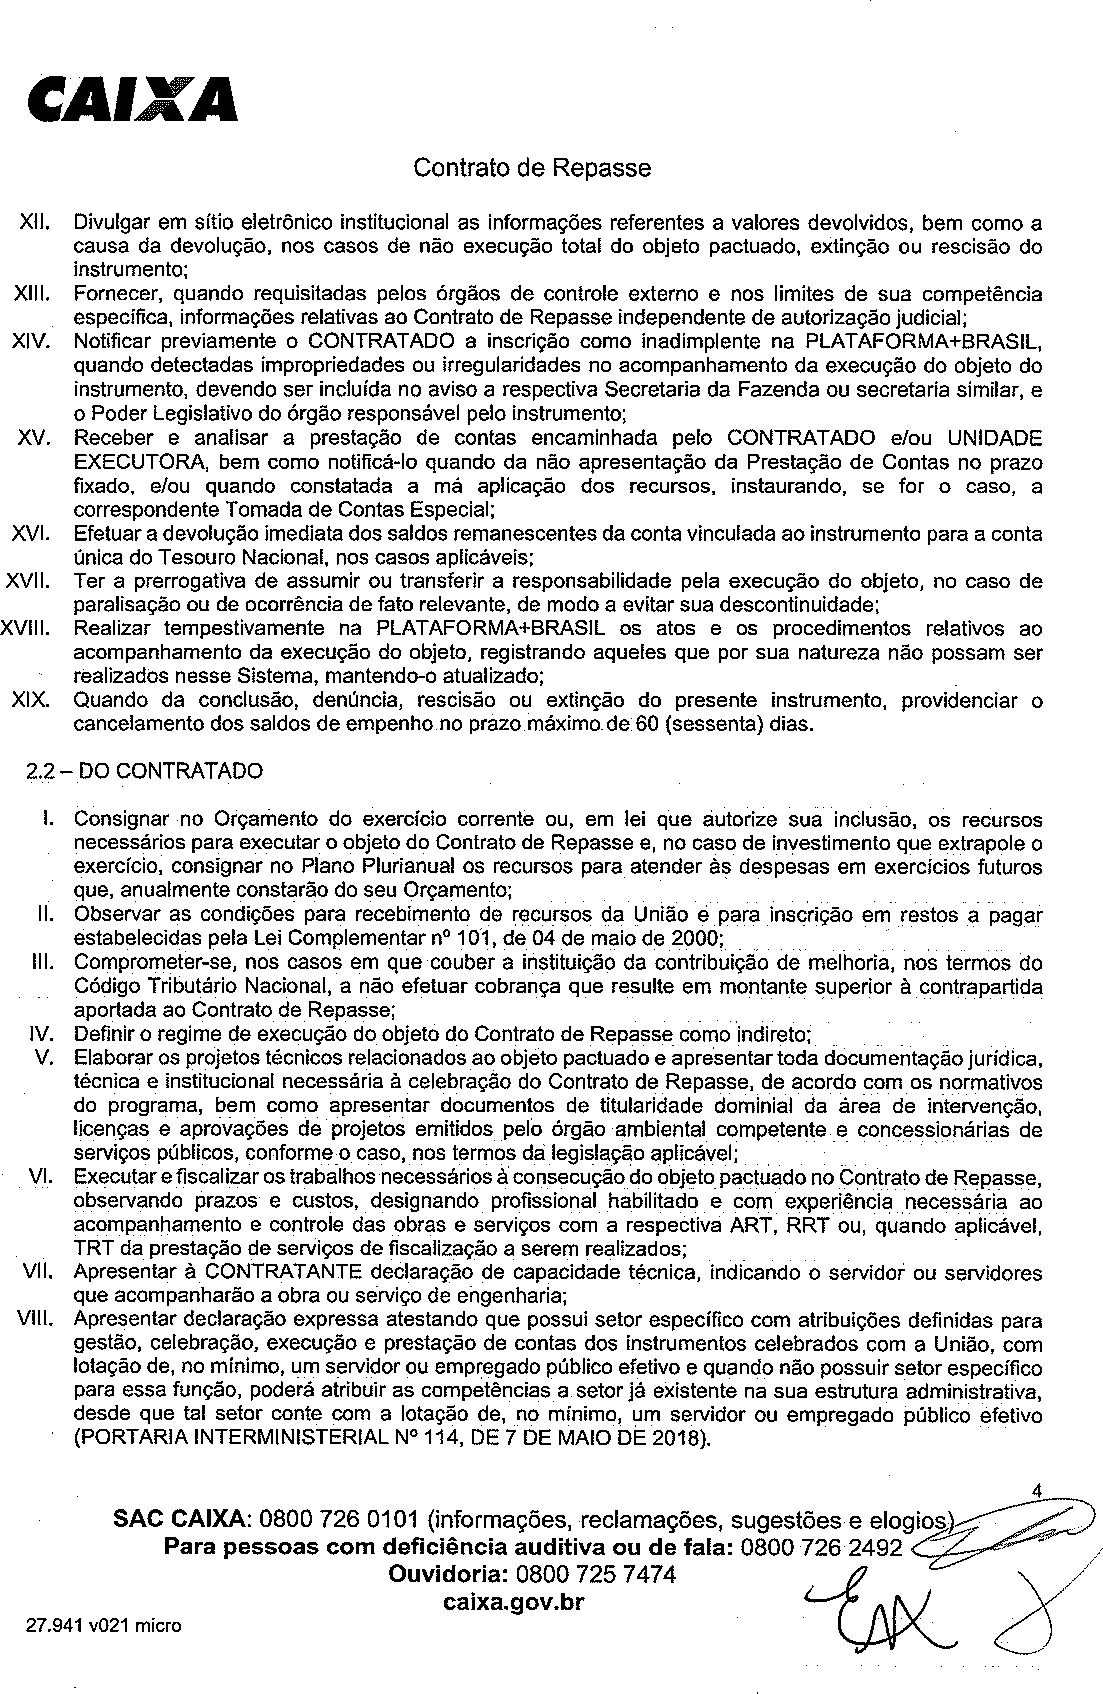 CAIXA
Contrato de Repasse
XII. Divulgar em sítio eletrônico institucional as informações referentes a valores devolvidos, bem como a
causa da devolução, nos casos de não execução total do objeto pactuado, extinção ou rescisão do
instrumento;
XIII. Fornecer, quando requisitadas pelos órgãos de controle externo e nos limites de sua competência
específica, informações relativas ao Contrato de Repasse independente de autorização judicial;
XIV. Notificar previamente o CONTRATADO a inscrição como inadimplente na PLATAFORMA+BRASIL,
quando detectadas impropriedades ou irregularidades no acompanhamento da execução do objeto do
instrumento, devendo ser incluída no aviso a respectiva Secretaria da Fazenda ou secretaria similar, e
o Poder Legislativo do órgão responsável pelo instrumento;
XV. Receber e analisar a prestação de contas encaminhada pelo CONTRATADO e/ou UNIDADE
EXECUTORA, bem como notificá-lo quando da não apresentação da Prestação de Contas no prazo
fixado, e/ou quando constatada a má aplicação dos recursos, instaurando, se for o caso, a
correspondente Tomada de Contas Especial;
XVI. Efetuar a devolução imediata dos saldos remanescentes da conta vinculada ao instrumento para a conta
única do Tesouro Nacional, nos casos aplicáveis;
XVII. Ter a prerrogativa de assumir ou transferir a responsabilidade pela execução do objeto, no caso de
paralisação ou de ocorrência de fato relevante, de modo a evitar sua descontinuidade;
XVIII. Realizar tempestivamente na PLATAFORMA+BRASIL os atos e os procedimentos relativos ao
acompanhamento da execução do objeto, registrando aqueles que por sua natureza não possam ser
realizados nesse Sistema, mantendo-o atualizado;
XIX. Quando da conclusão, denúncia, rescisão ou extinção do presente instrumento, providenciar o
cancelamento dos saldos de empenho no prazo máximo de 60 (sessenta) dias.
2.2 – DO CONTRATADO
I. Consignar no Orçamento do exercício corrente ou, em lei que autorize sua inclusão, os recursos
necessários para executar o objeto do Contrato de Repasse e, no caso de investimento que extrapole o
exercício, consignar no Plano Plurianual os recursos para atender às despesas em exercícios futuros
que, anualmente constarão do seu Orçamento;
II. Observar as condições para recebimento de recursos da União e para inscrição em restos a pagar
estabelecidas pela Lei Complementar nº 101, de 04 de maio de 2000;
III. Comprometer-se, nos casos em que couber a instituição da contribuição de melhoria, nos termos do
Código Tributário Nacional, a não efetuar cobrança que resulte em montante superior à contrapartida
aportada ao Contrato de Repasse;
IV. Definir o regime de execução do objeto do Contrato de Repasse como indireto;
V. Elaborar os projetos técnicos relacionados ao objeto pactuado e apresentar toda documentação jurídica,
técnica e institucional necessária à celebração do Contrato de Repasse, de acordo com os normativos
do programa, bem como apresentar documentos de titularidade dominial da área de intervenção,
licenças e aprovações de projetos emitidos pelo órgão ambiental competente e concessionárias de
serviços públicos, conforme o caso, nos termos da legislação aplicável;
VI. Executar e fiscalizar os trabalhos necessários à consecução do objeto pactuado no Contrato de Repasse,
observando prazos e custos, designando profissional habilitado e com experiência necessária ao
acompanhamento e controle das obras e serviços com a respectiva ART, RRT ou, quando aplicável,
TRT da prestação de serviços de fiscalização a serem realizados;
VII. Apresentar à CONTRATANTE declaração de capacidade técnica, indicando o servidor ou servidores
que acompanharão a obra ou serviço de engenharia;
VIII. Apresentar declaração expressa atestando que possui setor específico com atribuições definidas para
gestão, celebração, execução e prestação de contas dos instrumentos celebrados com a União, com
lotação de, no mínimo, um servidor ou empregado público efetivo e quando não possuir setor específico
para essa função, poderá atribuir as competências a setor já existente na sua estrutura administrativa,
desde que tal setor conte com a lotação de, no mínimo, um servidor ou empregado público efetivo
(PORTARIA INTERMINISTERIAL Nº 114, DE 7 DE MAIO DE 2018).
4
SAC CAIXA: 0800 726 0101 (informações, reclamações, sugestões e elogios)
Para pessoas com deficiência auditiva ou de fala: 0800 726 2492
Ouvidoria: 0800 725 7474
caixa.gov.br
27.941 v021 micro